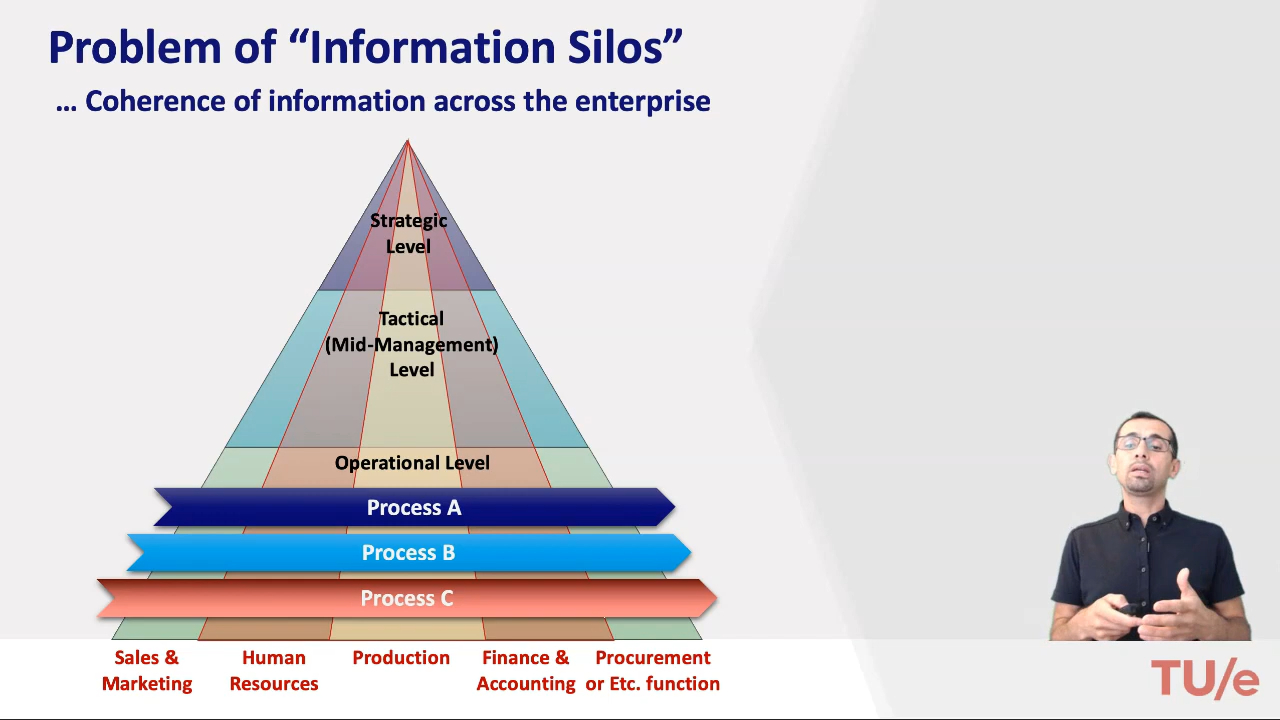 Problem of “Information Silos”
… Coherence of information across the enterprise
Strategic
Level
Tactical
(Mid-Management)
Level
Operational Level
Process A
Process B
Process C
Sales &
Marketing
Human
Resources
Production
Finance &
Accounting
Procurement
or Etc. function
TU/e